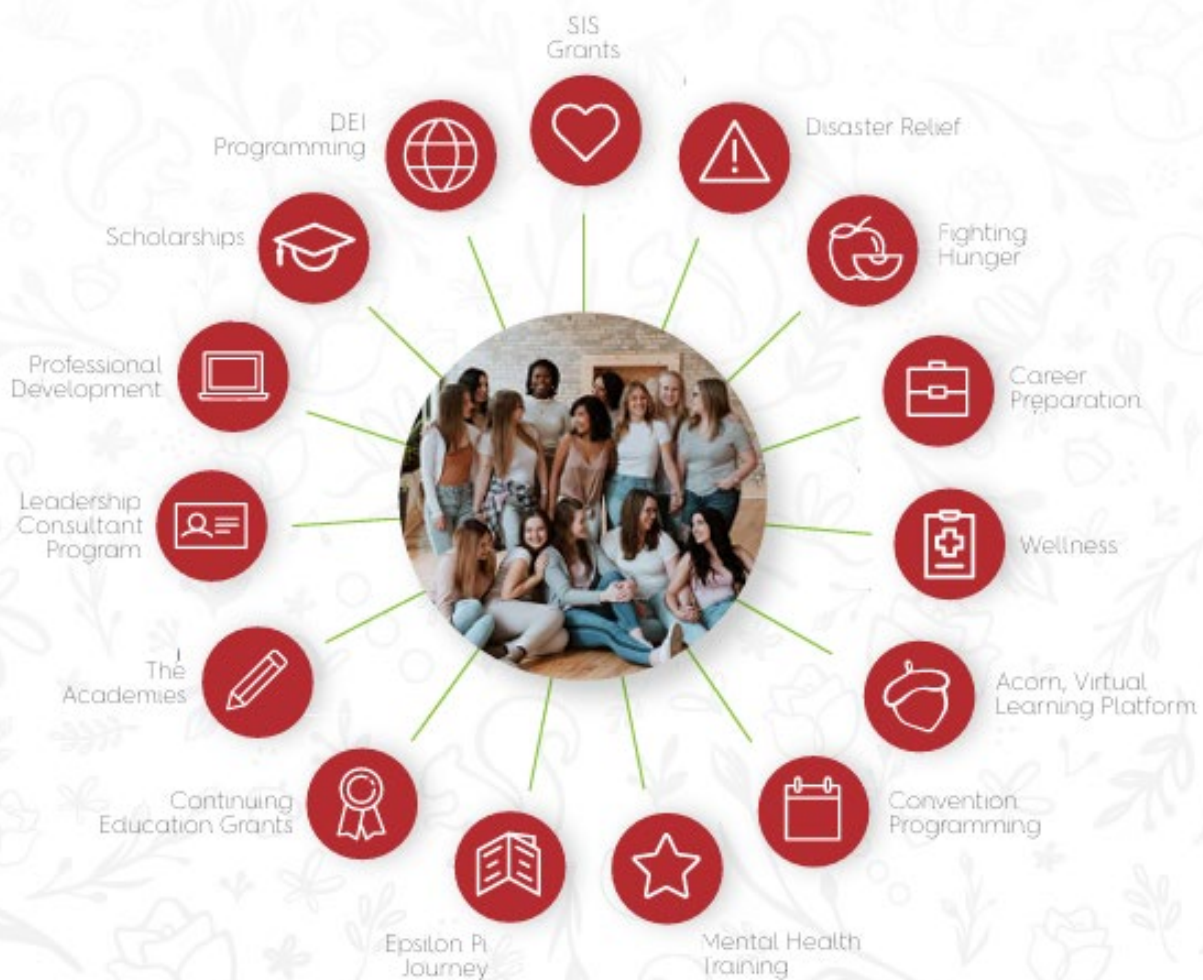 SIS
Grants
Disaster Relief
Fighting
Hunger
Career
Preparation
Wellness
Acorn, Virtual
Learning Platform
Convention
Programming
Mental Health
Training
Epsilon Pi
Journey
Continuing
Education Grants
The
Academies
Leadership
Consultant
Program
Professional
Development
Scholarships
DEI
Programming